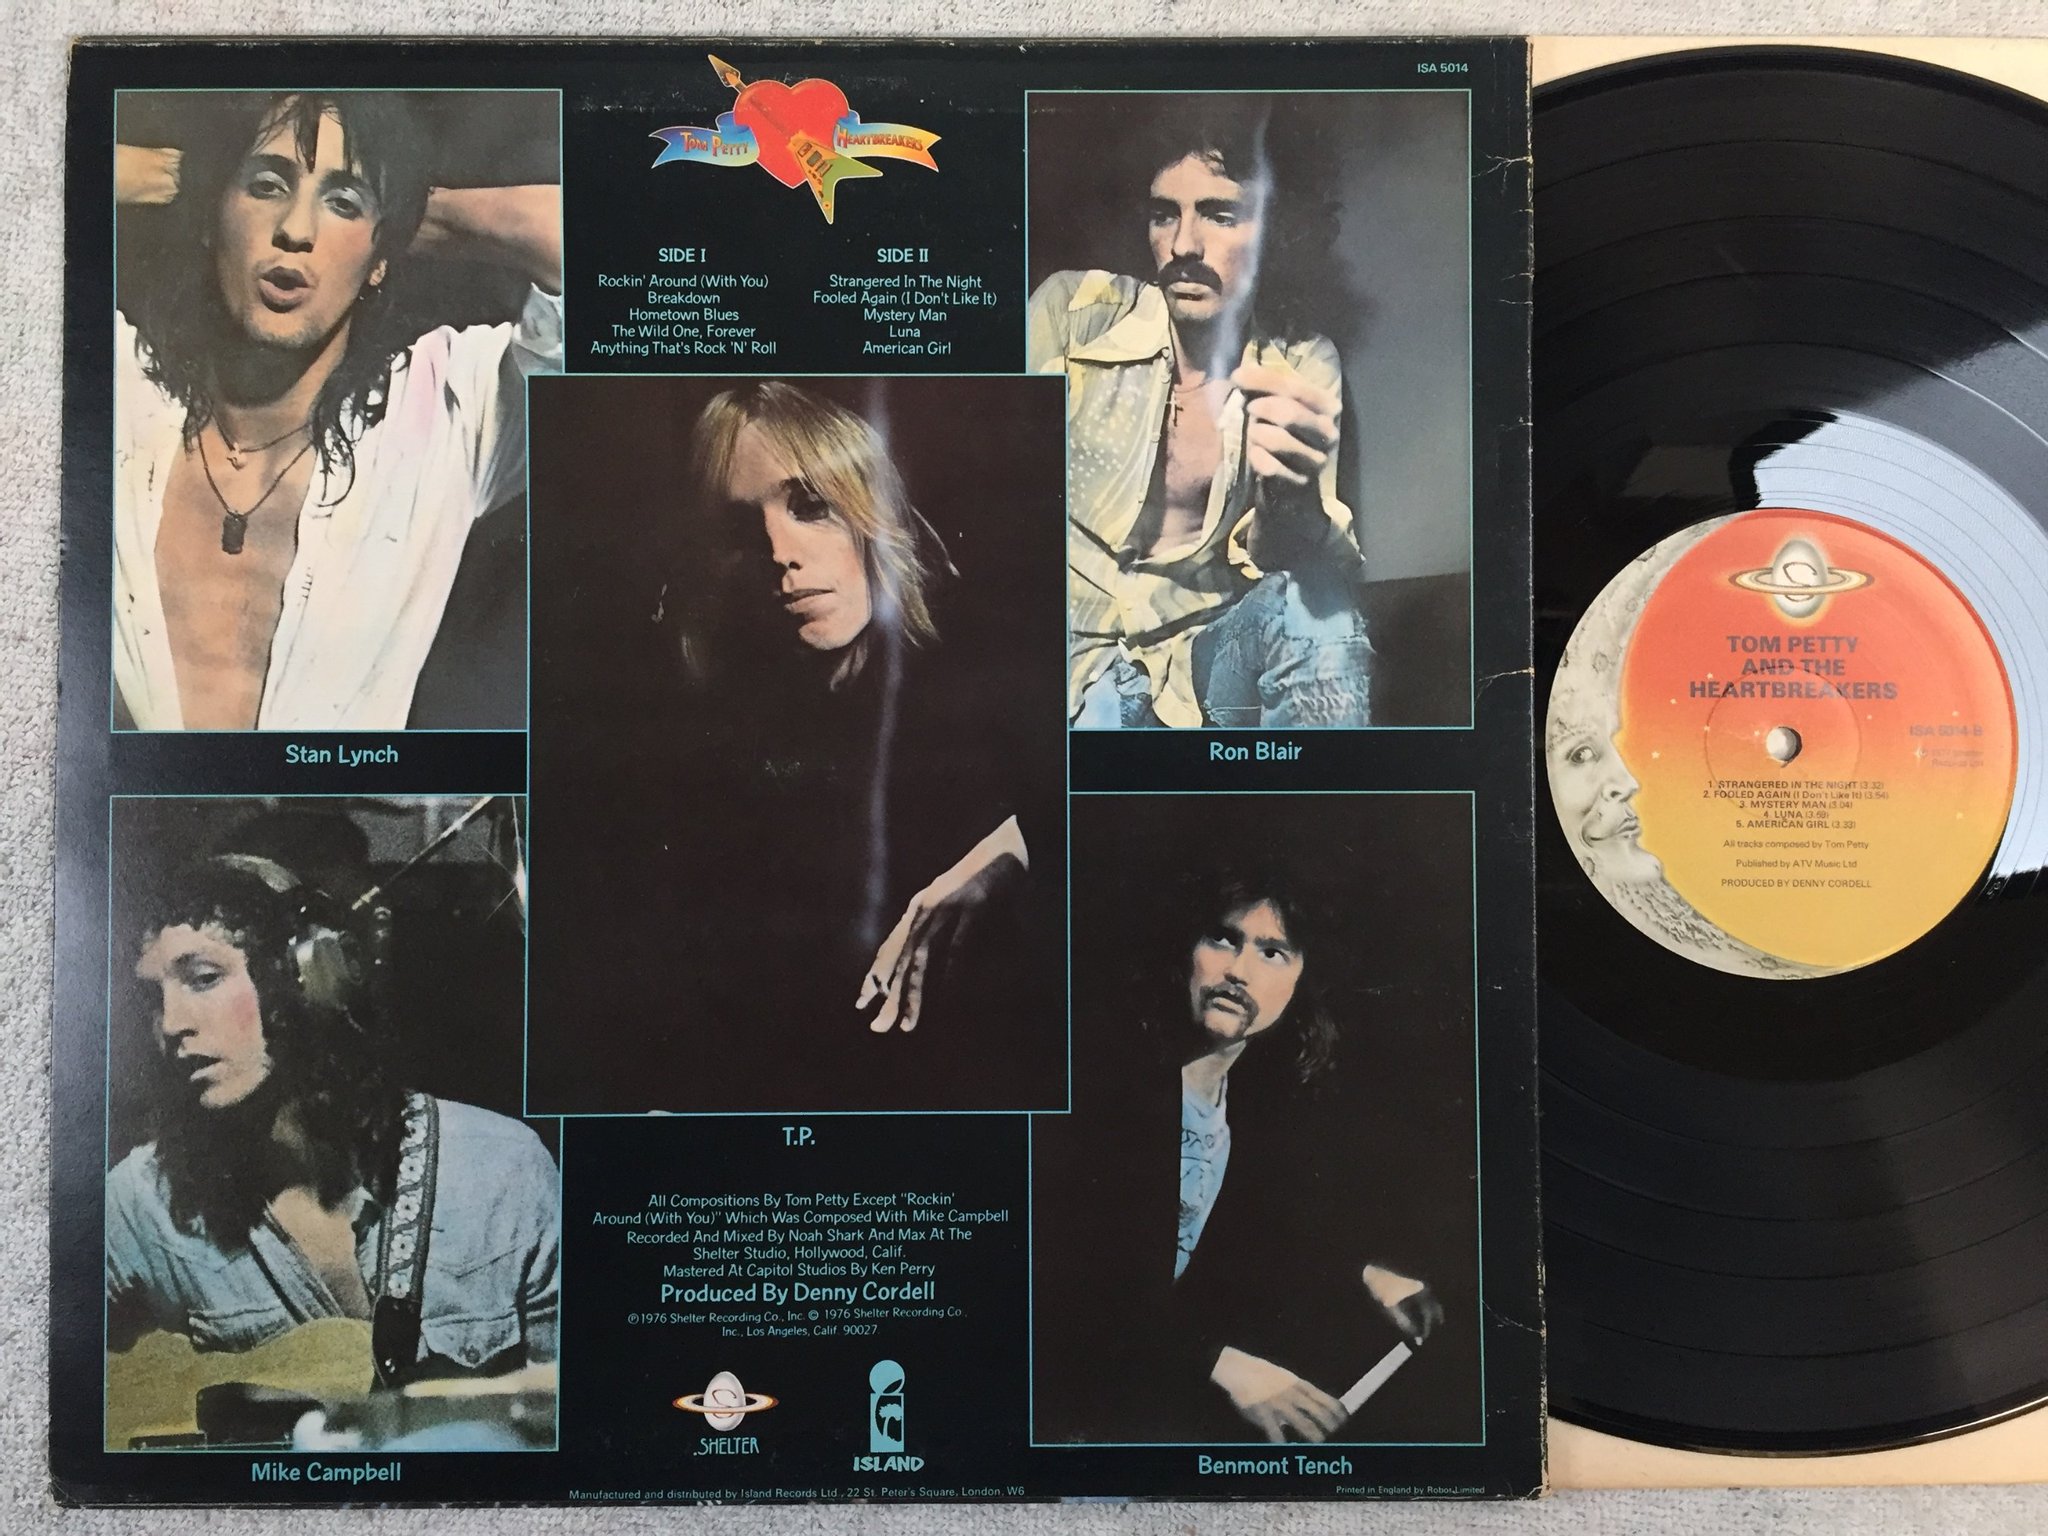 ISA 5014
TOM PETTY
HEARTBREAKERS
SIDE I
Rockin' Around (With You)
Breakdown
Hometown Blues
The Wild One, Forever
Anything That's Rock 'N' Roll
SIDE II
Strangered In The Night
Fooled Again (I Don't Like It)
Mystery Man
Luna
American Girl
Stan Lynch
Ron Blair
T.P.
All Compositions By Tom Petty Except "Rockin'
Around (With You)" Which Was Composed With Mike Campbell
Recorded And Mixed By Noah Shark And Max At The
Shelter Studio, Hollywood, Calif.
Mastered At Capitol Studios By Ken Perry
Produced By Denny Cordell
℗ 1976 Shelter Recording Co., Inc. © 1976 Shelter Recording Co.,
Inc., Los Angeles, Calif. 90027.
S
SHELTER
ISLAND
Mike Campbell
Benmont Tench
Manufactured and distributed by Island Records Ltd., 22 St. Peter's Square, London, W6
Printed in England by Robor Limited
S
TOM PETTY
AND THE
HEARTBREAKERS
ISA 5014-B
℗ 1977 Shelter
1. STRANGERED IN THE NIGHT (3.32)
2. FOOLED AGAIN (I Don't Like It) (3.54)
3. MYSTERY MAN (3.04)
4. LUNA (3.59)
5. AMERICAN GIRL (3.33)
All tracks composed by Tom Petty
Published by ATV Music Ltd
PRODUCED BY DENNY CORDELL